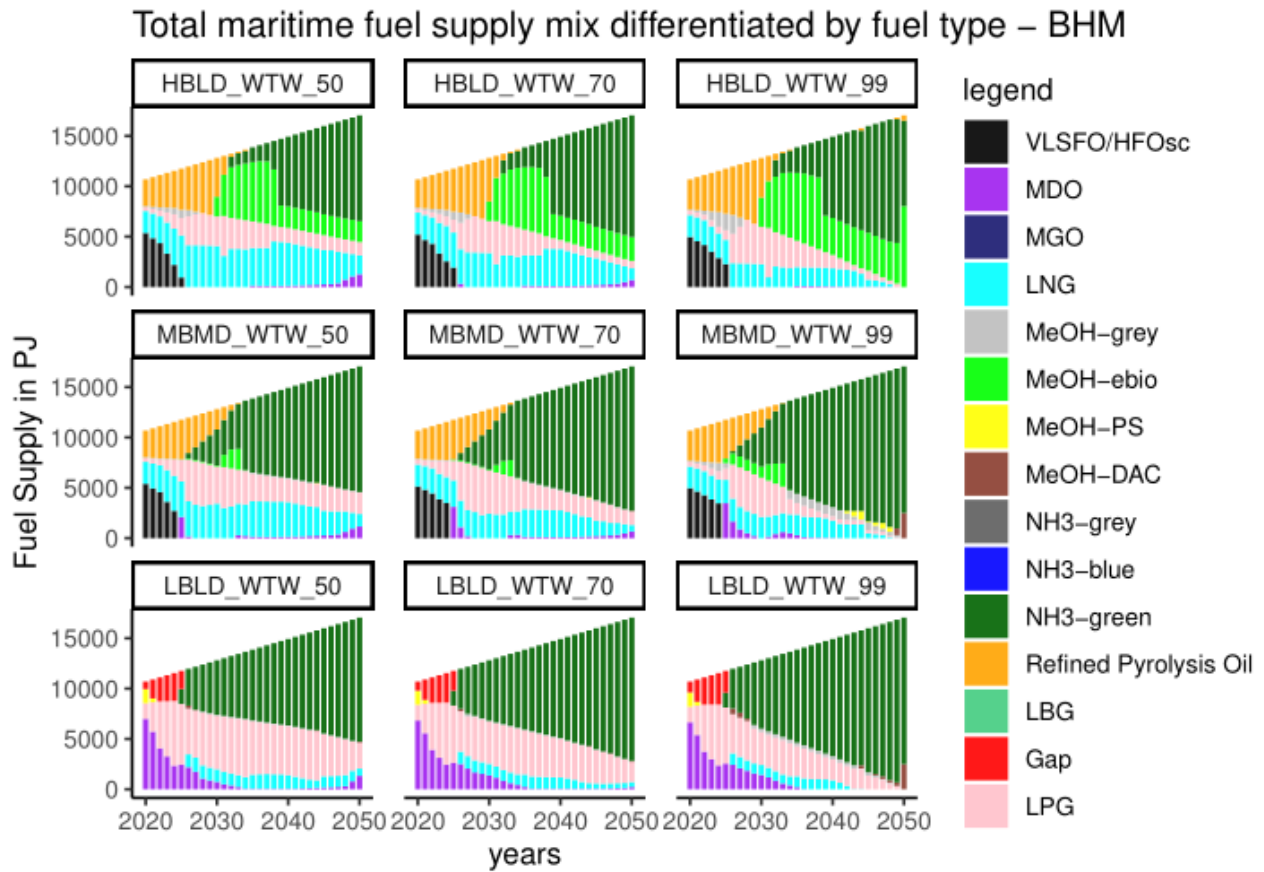 Total maritime fuel supply mix differentiated by fuel type – BHM
HBLD_WTW_50
HBLD_WTW_70
HBLD_WTW_99
15000
10000
5000
0
MBMD_WTW_50
MBMD_WTW_70
MBMD_WTW_99
15000
10000
5000
0
LBLD_WTW_50
LBLD_WTW_70
LBLD_WTW_99
15000
10000
5000
0
2020 2030 2040 2050 2020 2030 2040 2050 2020 2030 2040 2050
years
Fuel Supply in PJ
legend
VLSFO/HFOsc
MDO
MGO
LNG
MeOH−grey
MeOH−ebio
MeOH−PS
MeOH−DAC
NH3−grey
NH3−blue
NH3−green
Refined Pyrolysis Oil
LBG
Gap
LPG